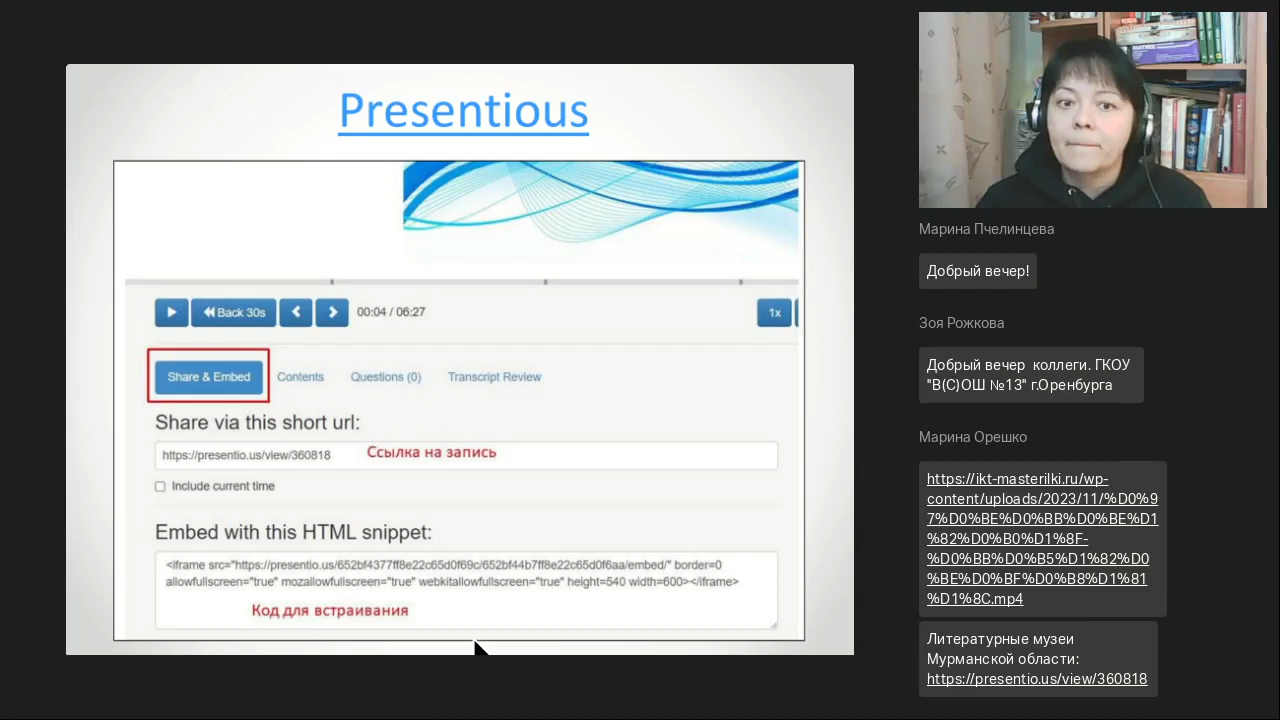 Presentious
Back 30s
00:04 / 06:27
1x
Share & Embed
Contents
Questions (0)
Transcript Review
Share via this short url:
https://presentio.us/view/360818
Ссылка на запись
Include current time
Embed with this HTML snippet:
<iframe src="https://presentio.us/652bf4377ff8e22c65d0f69c/652bf44b7ff8e22c65d0f6aa/embed/" border=0
allowfullscreen="true" mozallowfullscreen="true" webkitallowfullscreen="true" height=540 width=600></iframe>
Код для встраивания
Марина Пчелинцева
Добрый вечер!
Зоя Рожкова
Добрый вечер  коллеги. ГКОУ
"В(С)ОШ №13" г.Оренбурга
Марина Орешко
https://ikt-masterilki.ru/wp-
content/uploads/2023/11/%D0%9
7%D0%BE%D0%BB%D0%BE%D1
%82%D0%B0%D1%8F-
%D0%BB%D0%B5%D1%82%D0
%BE%D0%BF%D0%B8%D1%81
%D1%8C.mp4
Литературные музеи
Мурманской области:
https://presentio.us/view/360818